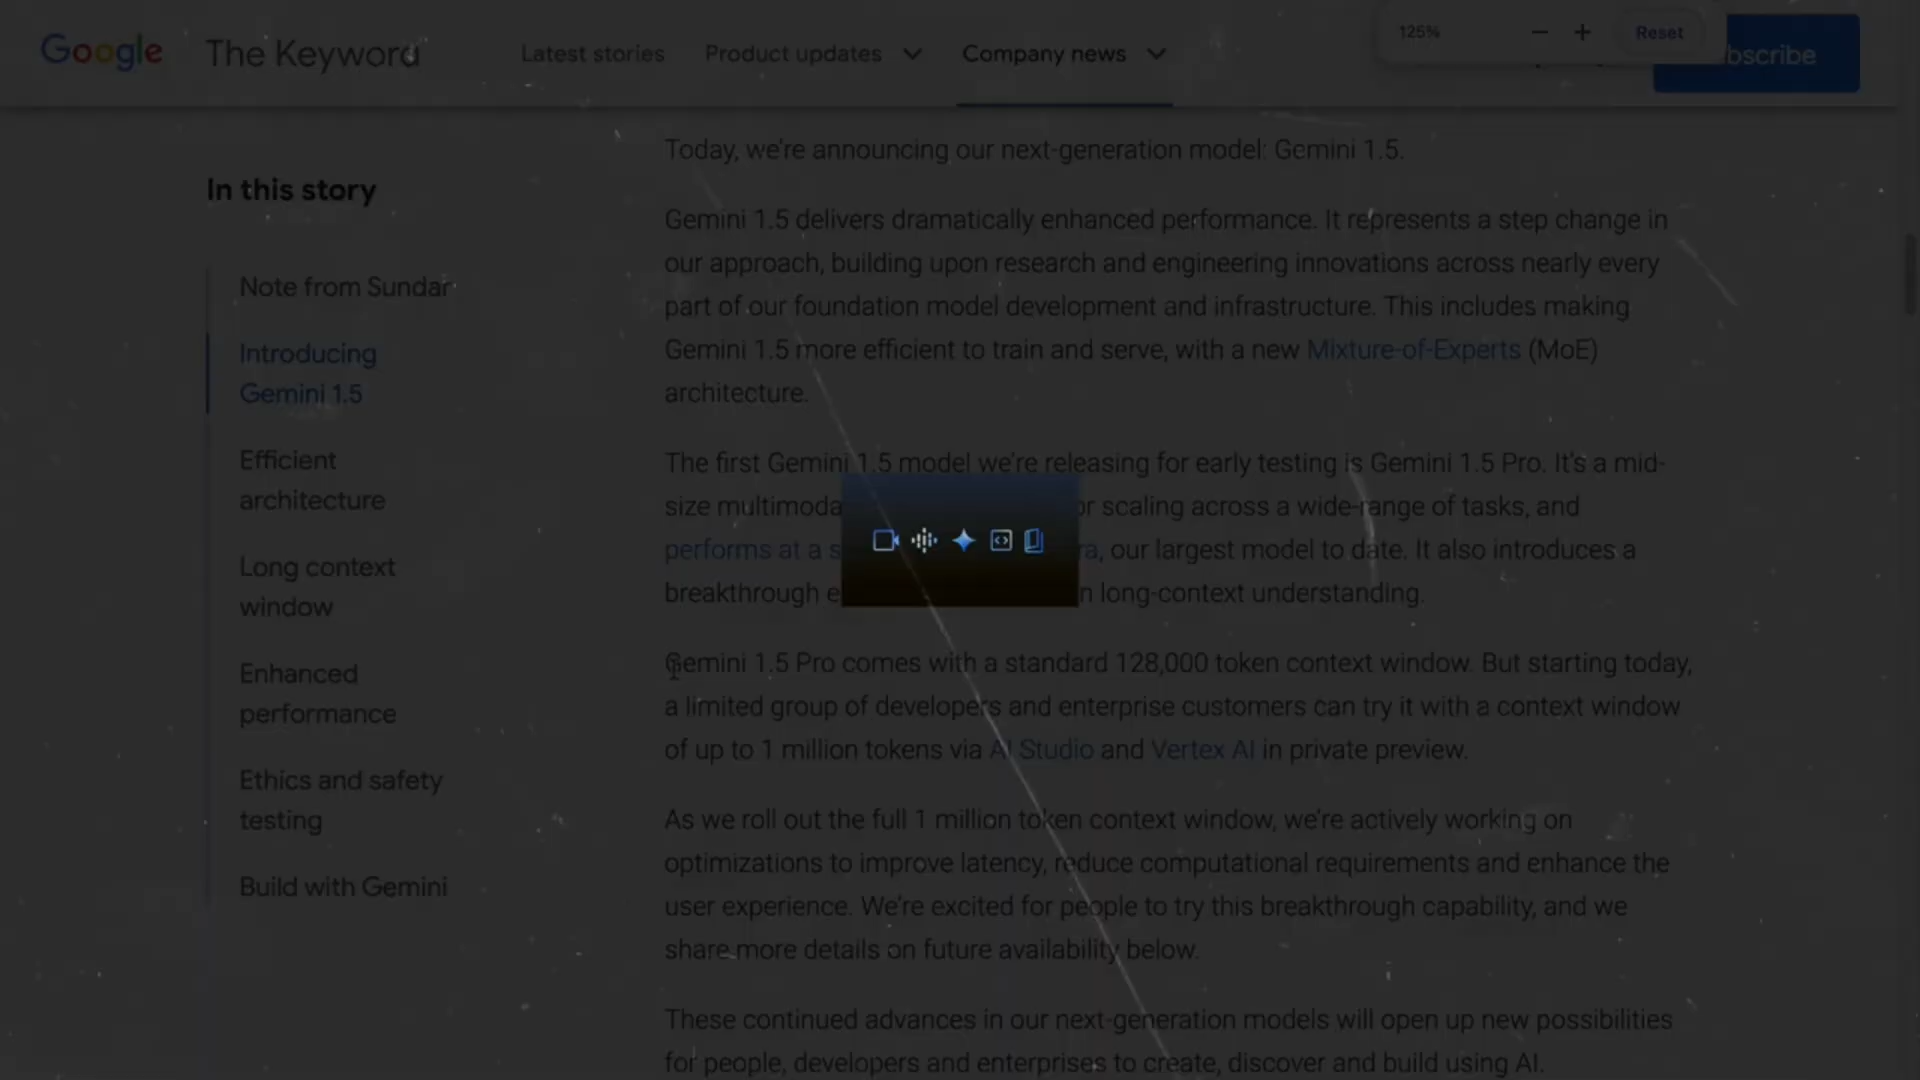 Google The Keyword Latest stories Product updates Company news 125% Reset bscribe
In this story
Note from Sundar
Introducing
Gemini 1.5
Efficient
architecture
Long context
window
Enhanced
performance
Ethics and safety
testing
Build with Gemini
Today, we're announcing our next-generation model: Gemini 1.5.
Gemini 1.5 delivers dramatically enhanced performance. It represents a step change in
our approach, building upon research and engineering innovations across nearly every
part of our foundation model development and infrastructure. This includes making
Gemini 1.5 more efficient to train and serve, with a new Mixture-of-Experts (MoE)
architecture.
The first Gemini 1.5 model we're releasing for early testing is Gemini 1.5 Pro. It's a mid-
size multimoda or scaling across a wide-range of tasks, and
performs at a s ra, our largest model to date. It also introduces a
breakthrough e n long-context understanding.
Gemini 1.5 Pro comes with a standard 128,000 token context window. But starting today,
a limited group of developers and enterprise customers can try it with a context window
of up to 1 million tokens via AI Studio and Vertex AI in private preview.
As we roll out the full 1 million token context window, we're actively working on
optimizations to improve latency, reduce computational requirements and enhance the
user experience. We're excited for people to try this breakthrough capability, and we
share more details on future availability below.
These continued advances in our next-generation models will open up new possibilities
for people, developers and enterprises to create, discover and build using AI.